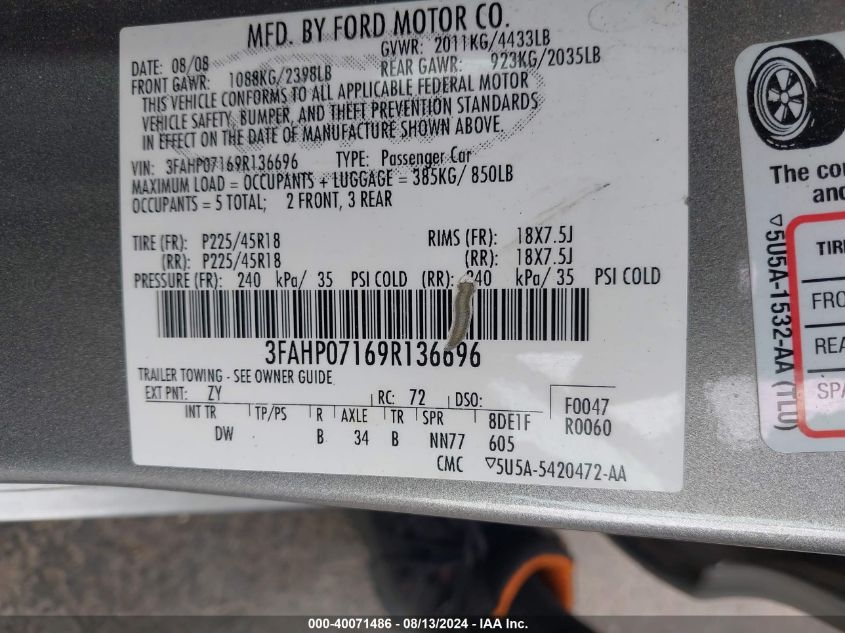 MFD. BY FORD MOTOR CO.
DATE: 08/08 GVWR: 2011KG/4433LB
FRONT GAWR: 1088KG/2398LB REAR GAWR: 923KG/2035LB
THIS VEHICLE CONFORMS TO ALL APPLICABLE FEDERAL MOTOR
VEHICLE SAFETY, BUMPER, AND THEFT PREVENTION STANDARDS
IN EFFECT ON THE DATE OF MANUFACTURE SHOWN ABOVE.
VIN: 3FAHP07169R136696 TYPE: Passenger Car
MAXIMUM LOAD = OCCUPANTS + LUGGAGE = 385KG/ 850LB
OCCUPANTS = 5 TOTAL; 2 FRONT, 3 REAR
TIRE (FR): P225/45R18 RIMS (FR): 18X7.5J
(RR): P225/45R18 (RR): 18X7.5J
PRESSURE (FR): 240 kPa/ 35 PSI COLD (RR): 240 kPa/ 35 PSI COLD
3FAHP07169R136696
TRAILER TOWING - SEE OWNER GUIDE
EXT PNT: ZY RC: 72 DSO: F0047
INT TR TP/PS R AXLE TR SPR 8DE1F R0060
DW B 34 B NN77 605
CMC ▽5U5A-5420472-AA
The
and
▽5U5A-1532-AA (TLU)
TIRE
000-40071486 - 08/13/2024 - IAA Inc.